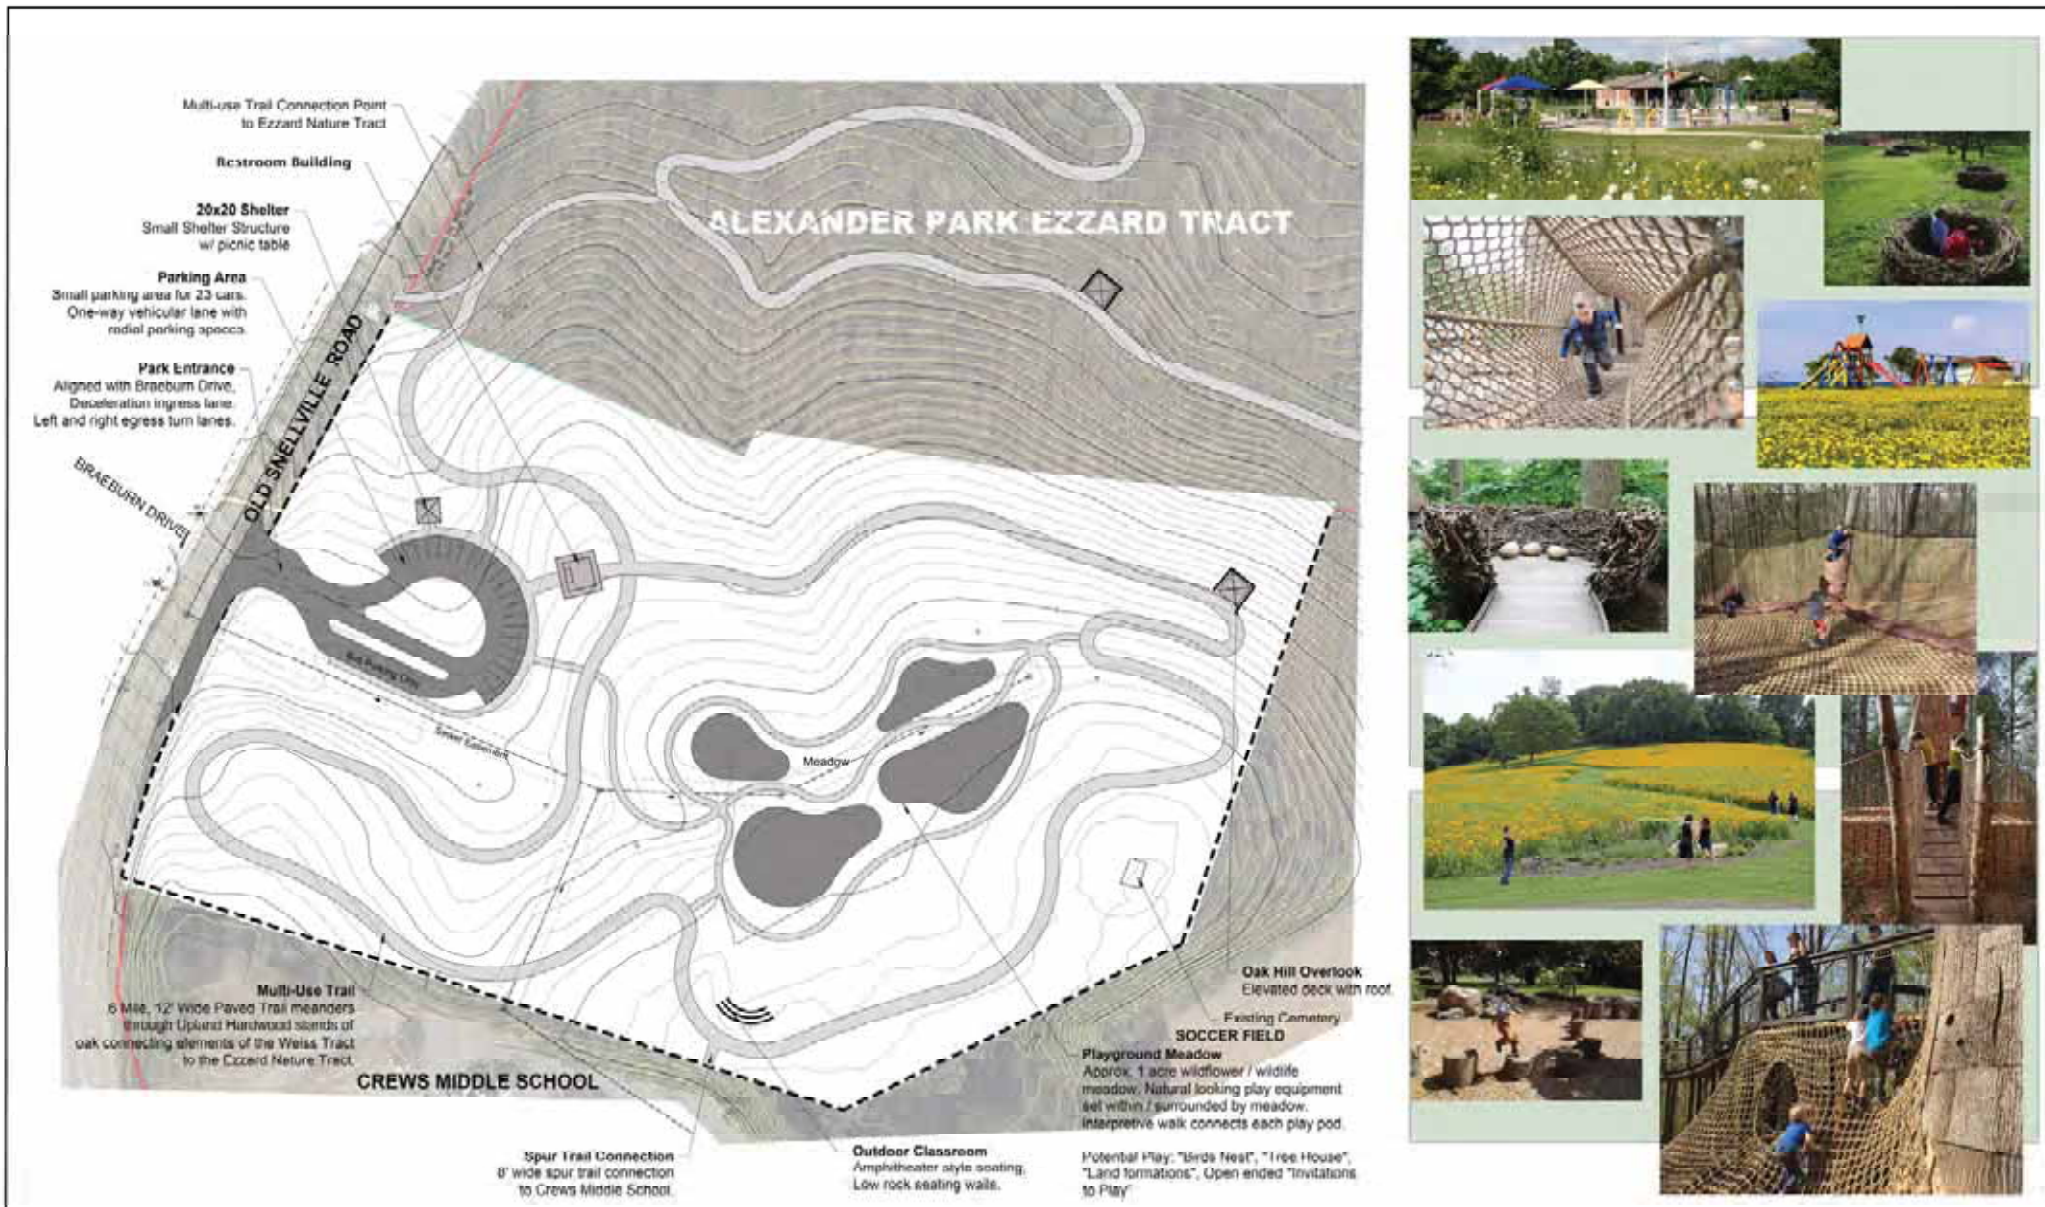 Multi-use Trail Connection Point
to Ezzard Nature Tract
Restroom Building
20x20 Shelter
Small Shelter Structure
w/ picnic table
Parking Area
Small parking area for 23 cars.
One-way vehicular lane with
radial parking spaces.
Park Entrance
Aligned with Braeburn Drive,
Deceleration ingress lane.
Left and right egress turn lanes.
BRAEBURN DRIVE
OLD SNELLVILLE ROAD
ALEXANDER PARK EZZARD TRACT
Bus Parking Only
Sewer Easement
Meadow
Multi-Use Trail
6 Mile, 12' Wide Paved Trail meanders
through Upland Hardwood stands of
oak connecting elements of the Weiss Tract
to the Ezzard Nature Tract.
CREWS MIDDLE SCHOOL
Spur Trail Connection
8' wide spur trail connection
to Crews Middle School.
Outdoor Classroom
Amphitheater style seating,
Low rock seating walls.
Oak Hill Overlook
Elevated deck with roof.
Existing Cemetery
SOCCER FIELD
Playground Meadow
Approx. 1 acre wildflower / wildlife
meadow. Natural looking play equipment
set within / surrounded by meadow.
Interpretive walk connects each play pod.
Potential Play: "Birds Nest", "Tree House",
"Land formations", Open ended "Invitations
to Play"